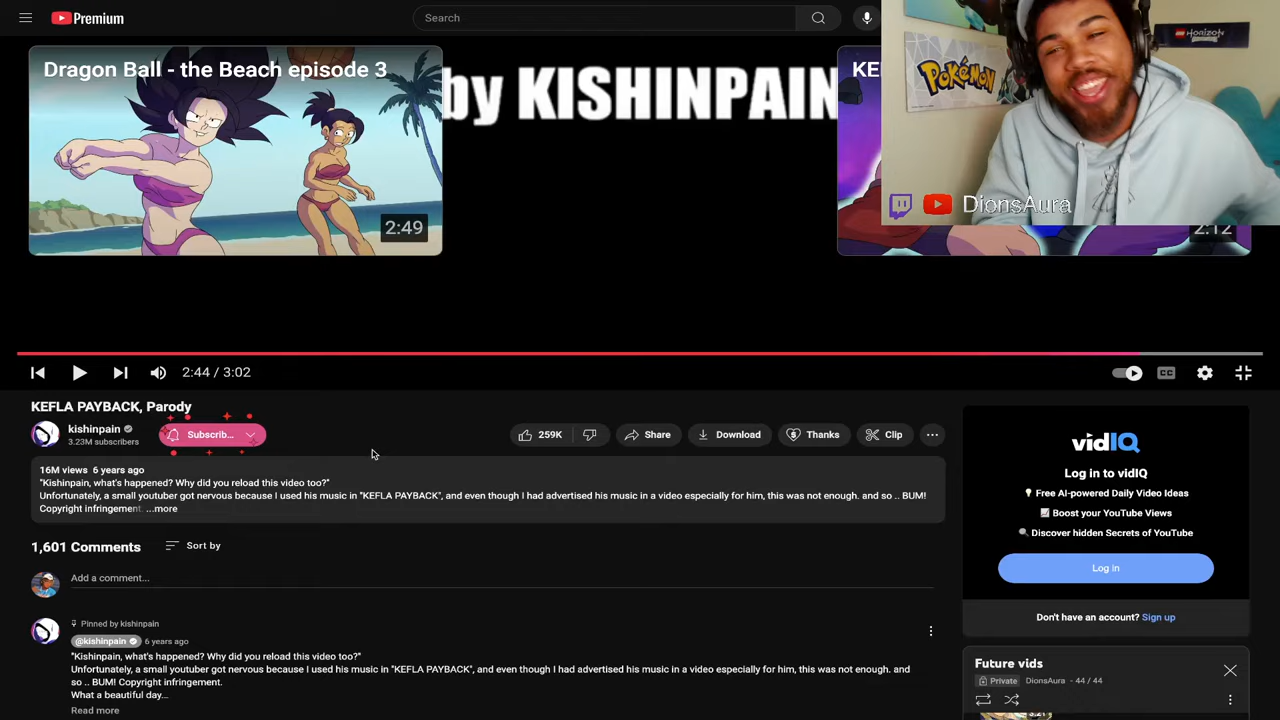 Premium
Search
Dragon Ball - the Beach episode 3
2:49
by KISHINPAIN
KE
2:12
Pokémon
LEGO HORIZON
DionsAura
2:44 / 3:02
CC
KEFLA PAYBACK, Parody
kishinpain
3.23M subscribers
Subscrib...
259K
Share
Download
Thanks
Clip
16M views 6 years ago
"Kishinpain, what's happened? Why did you reload this video too?"
Unfortunately, a small youtuber got nervous because I used his music in "KEFLA PAYBACK", and even though I had advertised his music in a video especially for him, this was not enough. and so .. BUM!
Copyright infringement. ...more
1,601 Comments
Sort by
Add a comment...
Pinned by kishinpain
@kishinpain 6 years ago
"Kishinpain, what's happened? Why did you reload this video too?"
Unfortunately, a small youtuber got nervous because I used his music in "KEFLA PAYBACK", and even though I had advertised his music in a video especially for him, this was not enough. and
so .. BUM! Copyright infringement.
What a beautiful day...
Read more
vidIQ
Log in to vidIQ
Free AI-powered Daily Video Ideas
Boost your YouTube Views
Discover hidden Secrets of YouTube
Log in
Don't have an account? Sign up
Future vids
Private DionsAura - 44 / 44
3:21